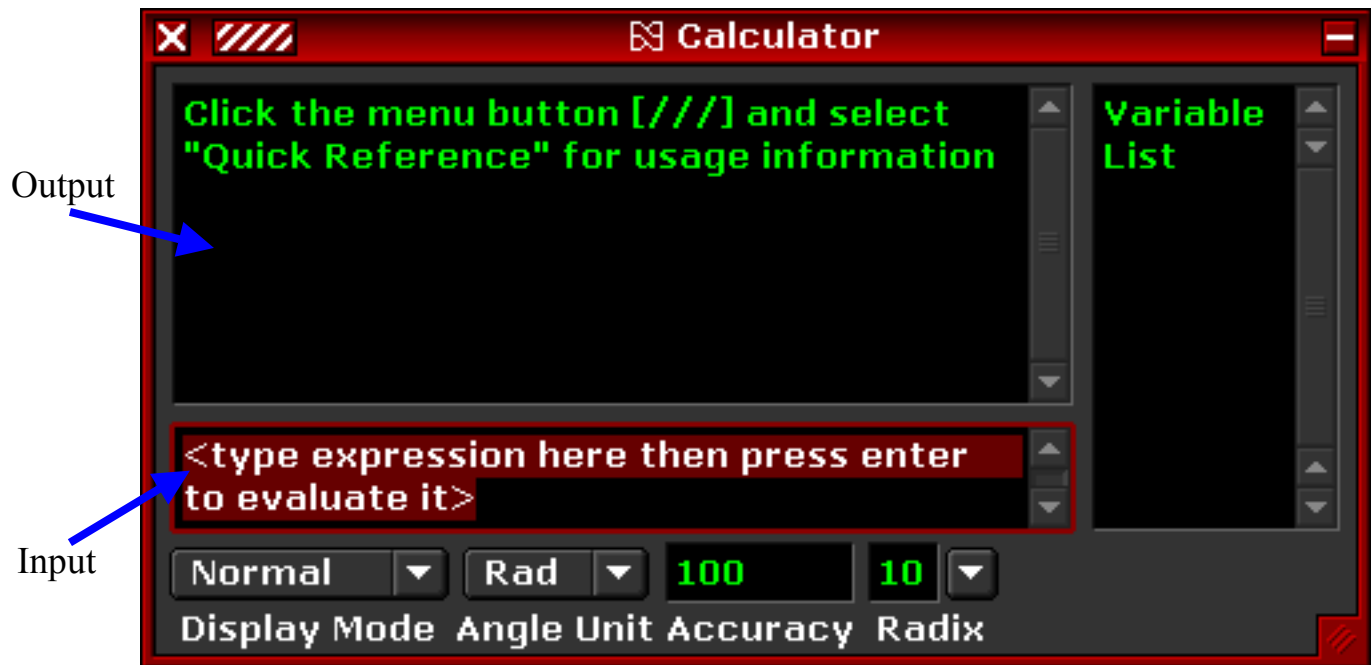 Calculator
Click the menu button [///] and select
"Quick Reference" for usage information
Variable
List
Output
<type expression here then press enter
to evaluate it>
Input
Normal Rad 100 10
Display Mode Angle Unit Accuracy Radix